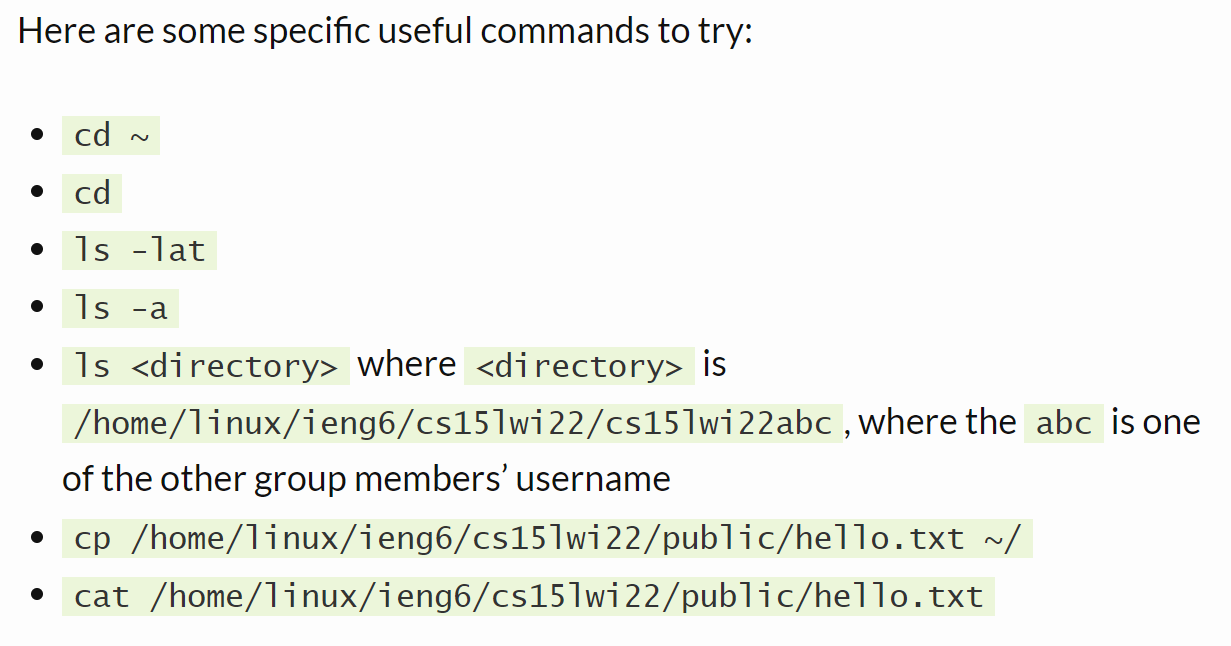 Here are some specific useful commands to try:
• cd ~
• cd
• ls -lat
• ls -a
• ls <directory> where <directory> is
/home/linux/ieng6/cs15lwi22/cs15lwi22abc, where the abc is one
of the other group members’ username
• cp /home/linux/ieng6/cs15lwi22/public/hello.txt ~/
• cat /home/linux/ieng6/cs15lwi22/public/hello.txt